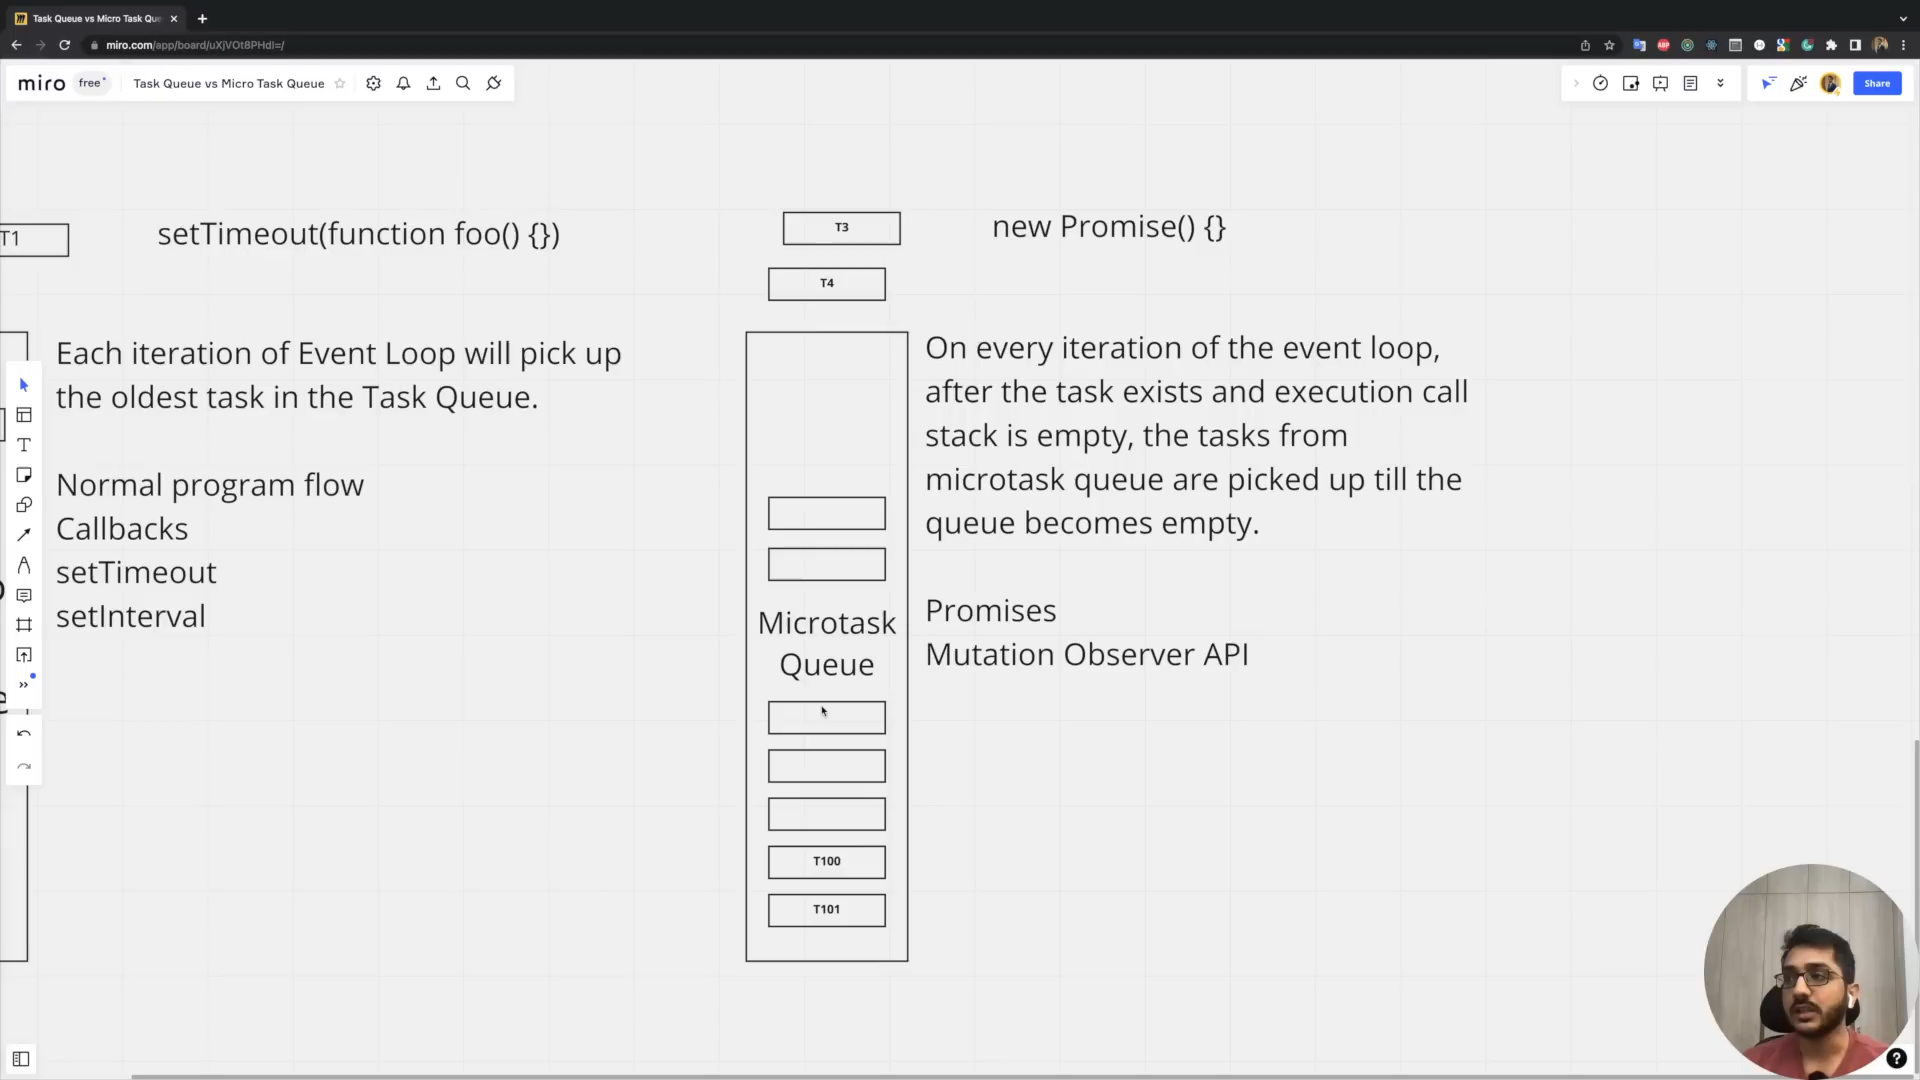 Task Queue vs Micro Task Que
miro.com/app/board/uXjVOt8PHdI=/
miro
free
Task Queue vs Micro Task Queue
Share
T1
setTimeout(function foo() {})
T3
new Promise() {}
T4
Each iteration of Event Loop will pick up
the oldest task in the Task Queue.
Normal program flow
Callbacks
setTimeout
setInterval
On every iteration of the event loop,
after the task exists and execution call
stack is empty, the tasks from
microtask queue are picked up till the
queue becomes empty.
Promises
Mutation Observer API
Microtask
Queue
T100
T101